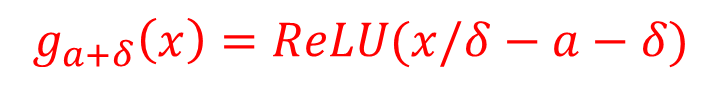 g_{a+δ}(x) = ReLU(x/δ − a − δ)